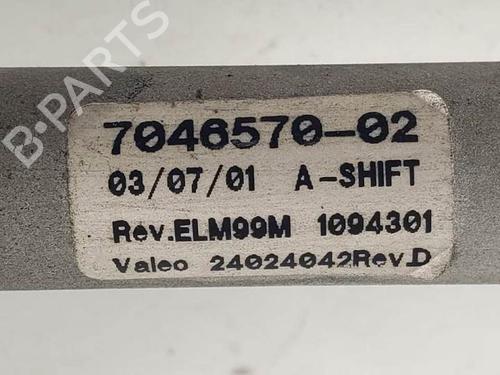 B-PARTS
7046570-02
03/07/01 A-SHIFT
Rev.ELM99M 1094301
Valeo 24024042Rev.D